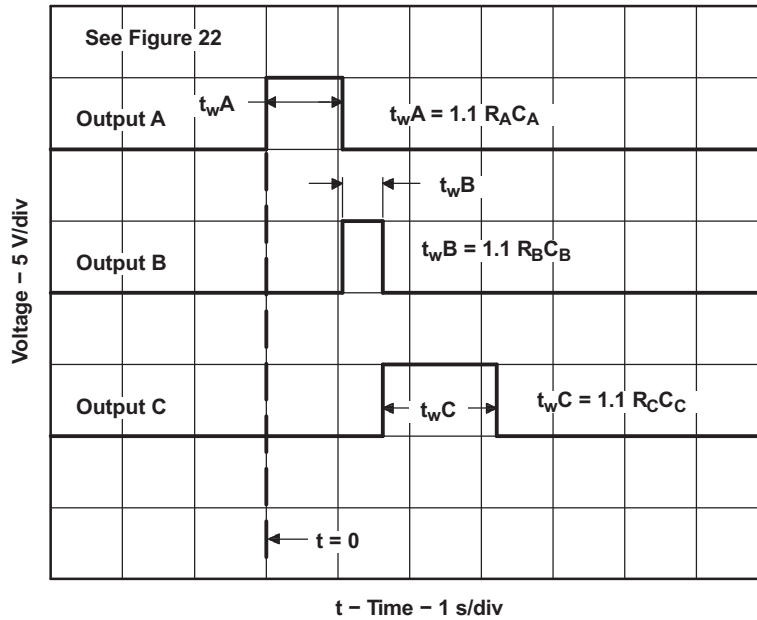 See Figure 22
twA
Output A
twA = 1.1 RACA
twB
Output B
twB = 1.1 RBCB
Output C
twC
twC = 1.1 RCCC
t = 0
Voltage − 5 V/div
t − Time − 1 s/div